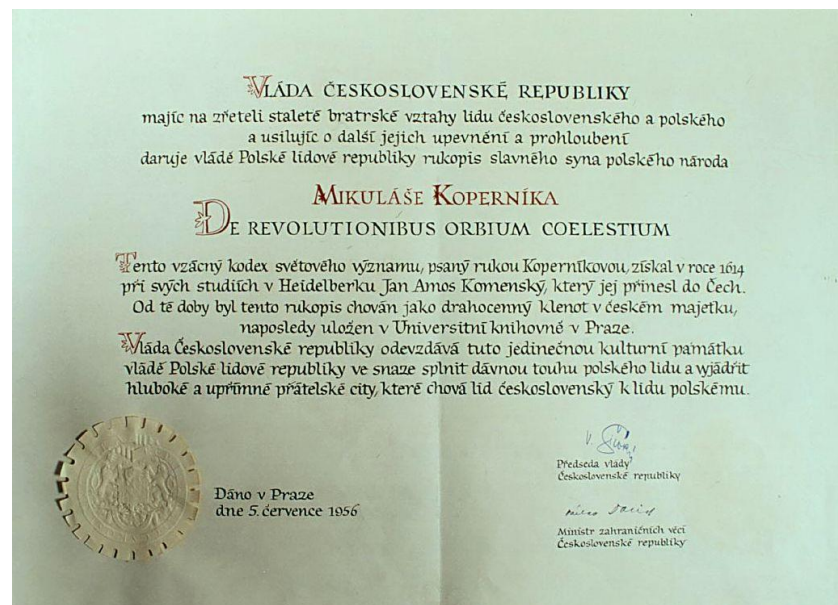 VLÁDA ČESKOSLOVENSKÉ REPUBLIKY
majíc na zřeteli staleté bratrské vztahy lidu československého a polského
a usilujíc o další jejich upevnění a prohloubení
daruje vládě Polské lidové republiky rukopis slavného syna polského národa
MIKULÁŠE KOPERNÍKA
DE REVOLUTIONIBUS ORBIUM COELESTIUM
Tento vzácný kodex světového významu, psaný rukou Koperníkovou, získal v roce 1614
při svých studiích v Heidelberku Jan Amos Komenský, který jej přinesl do Čech.
Od té doby byl tento rukopis chován jako drahocenný klenot v českém majetku,
naposledy uložen v Universitní knihovně v Praze.
Vláda Československé republiky odevzdává tuto jedinečnou kulturní památku
vládě Polské lidové republiky ve snaze splnit dávnou touhu polského lidu a vyjádřit
hluboké a upřímné přátelské city, které chová lid československý k lidu polskému.
Předseda vlády
Československé republiky
Dáno v Praze
dne 5. července 1956
Ministr zahraničních věcí
Československé republiky